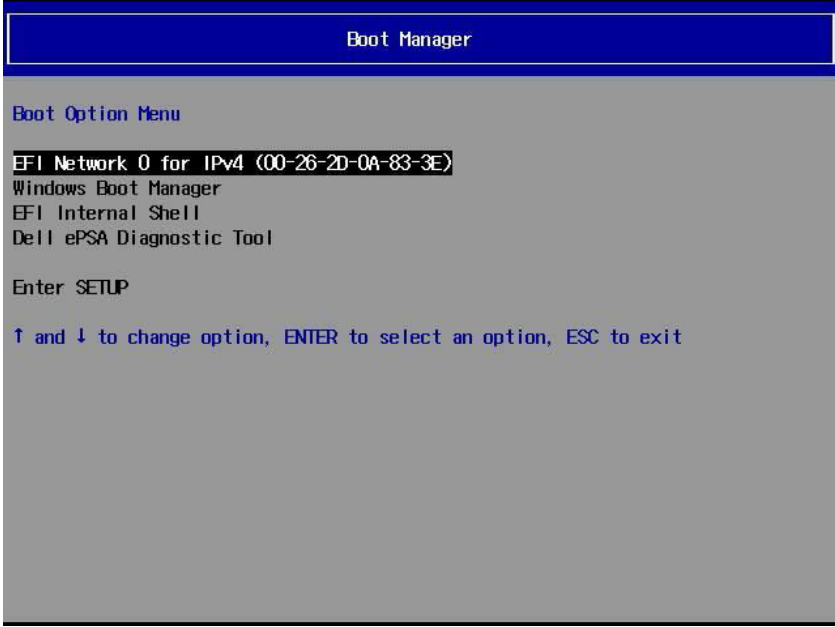 Boot Manager
Boot Option Menu
EFI Network 0 for IPv4 (00-26-2D-0A-83-3E)
Windows Boot Manager
EFI Internal Shell
Dell ePSA Diagnostic Tool
Enter SETUP
↑ and ↓ to change option, ENTER to select an option, ESC to exit